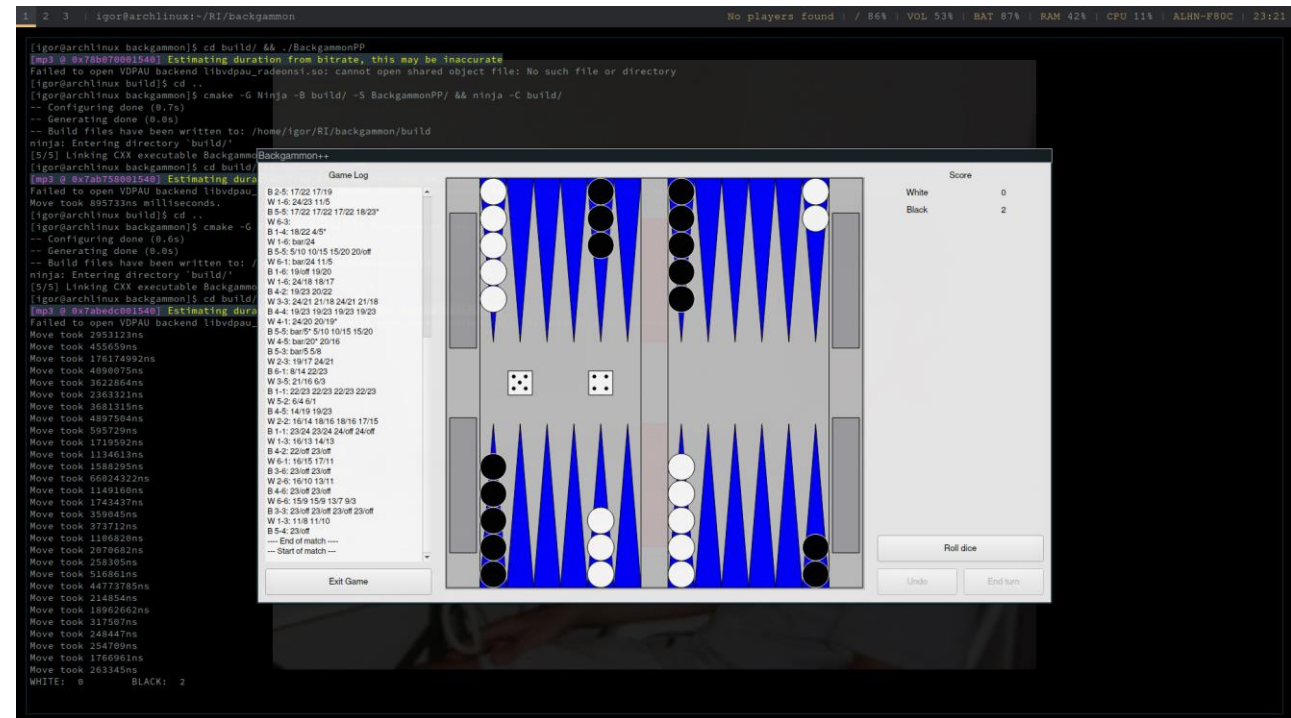 1 2 3 | igor@archlinux:~/RI/backgammon
No players found | / 86% | VOL 53% | BAT 87% | RAM 42% | CPU 11% | ALHN-F80C | 23:21
[igor@archlinux backgammon]$ cd build/ && ./BackgammonPP
[mp3 @ 0x78b070001540] Estimating duration from bitrate, this may be inaccurate
Failed to open VDPAU backend libvdpau_radeonsi.so: cannot open shared object file: No such file or directory
[igor@archlinux build]$ cd ..
[igor@archlinux backgammon]$ cmake -G Ninja -B build/ -S BackgammonPP/ && ninja -C build/
-- Configuring done (0.7s)
-- Generating done (0.0s)
-- Build files have been written to: /home/igor/RI/backgammon/build
ninja: Entering directory `build/'
[5/5] Linking CXX executable Backgammo
[igor@archlinux backgammon]$ cd build/
[mp3 @ 0x7ab758001540] Estimating dura
Failed to open VDPAU backend libvdpau_
Move took 895733ns milliseconds.
[igor@archlinux build]$ cd ..
[igor@archlinux backgammon]$ cmake -G
-- Configuring done (0.6s)
-- Generating done (0.0s)
-- Build files have been written to: /
ninja: Entering directory `build/'
[5/5] Linking CXX executable Backgammo
[igor@archlinux backgammon]$ cd build/
[mp3 @ 0x7abedc001540] Estimating dura
Failed to open VDPAU backend libvdpau_
Move took 2953123ns
Move took 455659ns
Move took 176174992ns
Move took 4090075ns
Move took 3622864ns
Move took 2363321ns
Move took 3681315ns
Move took 4897504ns
Move took 595729ns
Move took 1719592ns
Move took 1134613ns
Move took 1588295ns
Move took 66024322ns
Move took 1149160ns
Move took 1743437ns
Move took 359045ns
Move took 373712ns
Move took 1106820ns
Move took 2070682ns
Move took 258305ns
Move took 516861ns
Move took 44773785ns
Move took 214854ns
Move took 18962662ns
Move took 317507ns
Move took 248447ns
Move took 254709ns
Move took 1766961ns
Move took 263345ns
WHITE: 0 BLACK: 2
Backgammon++
Game Log
B 2-5: 17/22 17/19
W 1-6: 24/23 11/5
B 5-5: 17/22 17/22 17/22 18/23*
W 6-3:
B 1-4: 18/22 4/5*
W 1-6: bar/24
B 5-5: 5/10 10/15 15/20 20/off
W 6-1: bar/24 11/5
B 1-6: 19/off 19/20
W 1-6: 24/18 18/17
B 4-2: 19/23 20/22
W 3-3: 24/21 21/18 24/21 21/18
B 4-4: 19/23 19/23 19/23 19/23
W 4-1: 24/20 20/19*
B 5-5: bar/5* 5/10 10/15 15/20
W 4-5: bar/20* 20/16
B 5-3: bar/5 5/8
W 2-3: 19/17 24/21
B 6-1: 8/14 22/23
W 3-5: 21/16 6/3
B 1-1: 22/23 22/23 22/23 22/23
W 5-2: 6/4 6/1
B 4-5: 14/19 19/23
W 2-2: 16/14 18/16 18/16 17/15
B 1-1: 23/24 23/24 24/off 24/off
W 1-3: 16/13 14/13
B 4-2: 22/off 23/off
W 6-1: 16/15 17/11
B 3-6: 23/off 23/off
W 2-6: 16/10 13/11
B 4-6: 23/off 23/off
W 6-6: 15/9 15/9 13/7 9/3
B 3-3: 23/off 23/off 23/off 23/off
W 1-3: 11/8 11/10
B 5-4: 23/off
---- End of match ----
--- Start of match ---
Exit Game
Score
White 0
Black 2
Roll dice
Undo
End turn